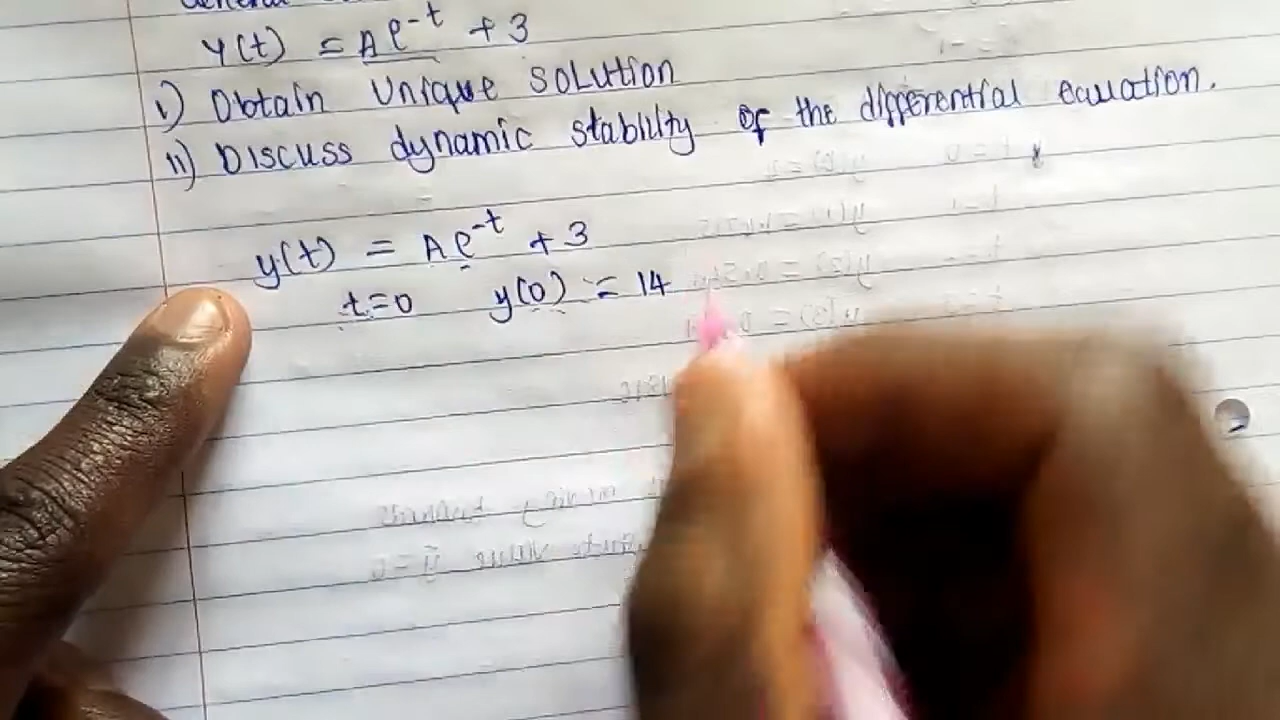 y(t) = Ae^-t + 3
i) Obtain Unique Solution
ii) Discuss dynamic stability of the differential equation.
y(t) = Ae^-t + 3
t=0 y(0) = 14